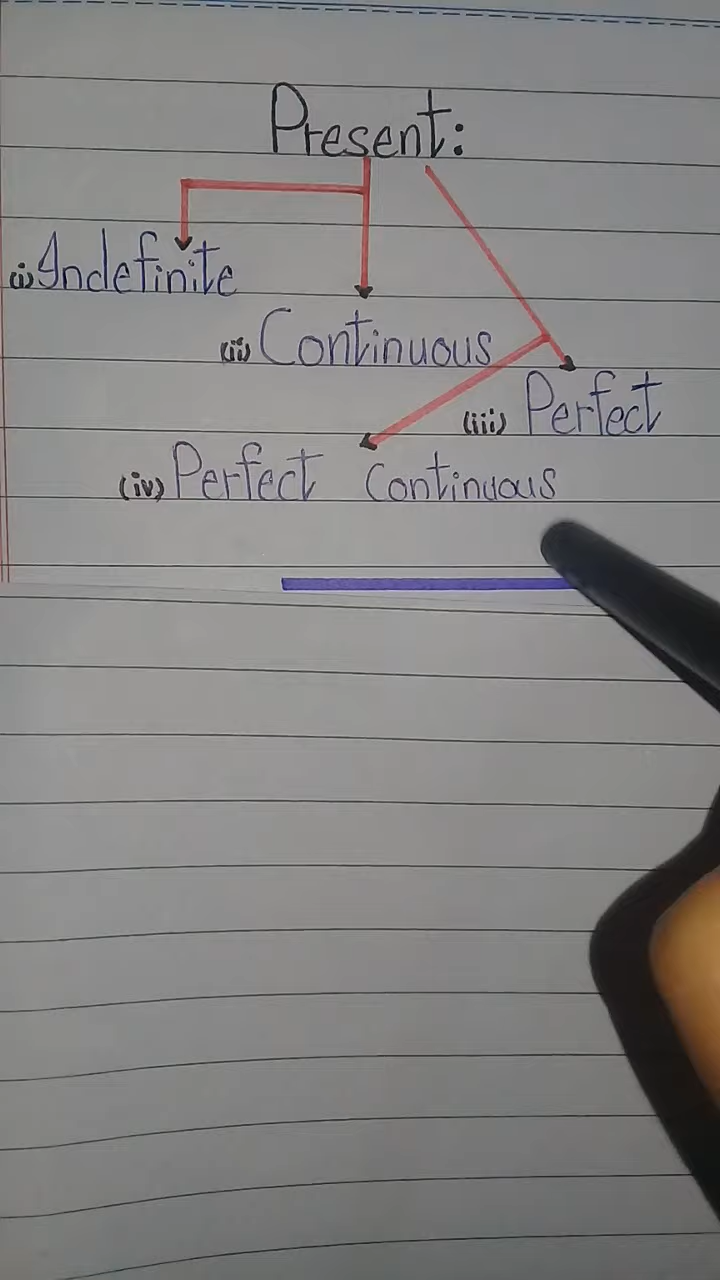 Present:
(i) Indefinite
(ii) Continuous
(iii) Perfect
(iv) Perfect Continuous